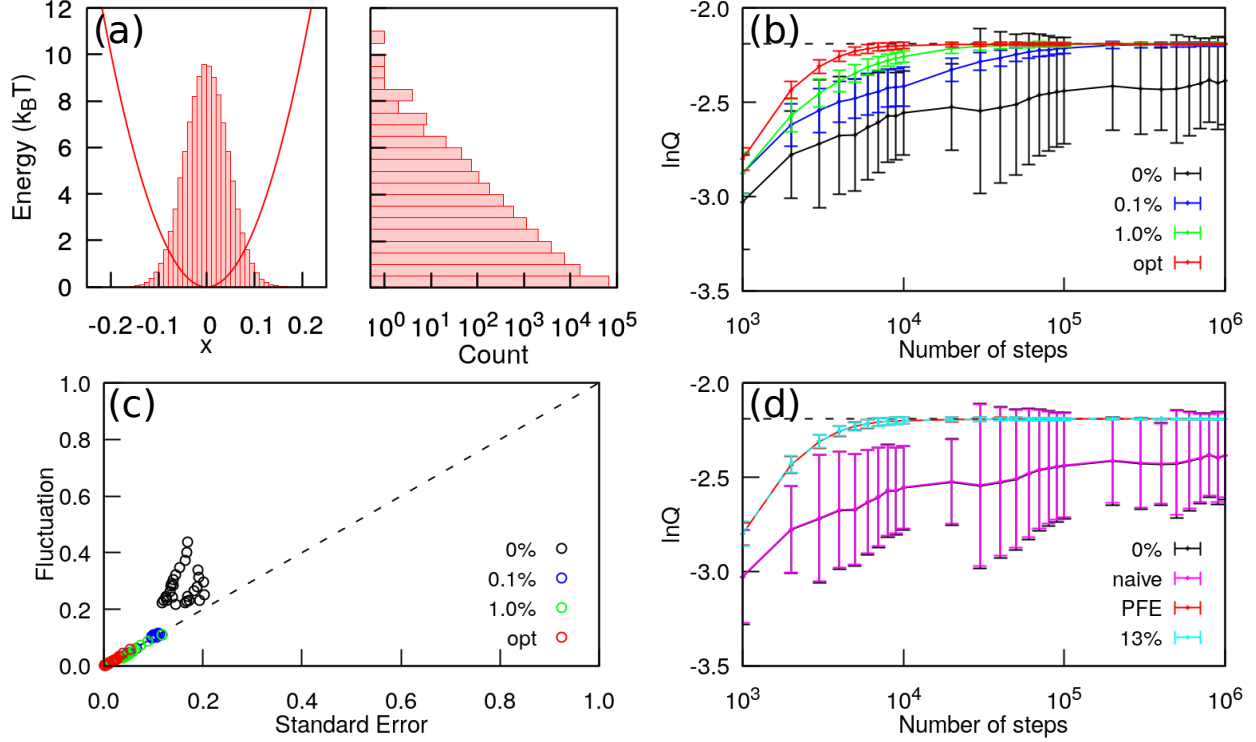 (a)
Energy (kBT)
12
10
8
6
4
2
0
-0.2 -0.1 0 0.1 0.2
x
10^0 10^1 10^2 10^3 10^4 10^5
Count
(b)
lnQ
-2.0
-2.5
-3.0
-3.5
0%
0.1%
1.0%
opt
10^3 10^4 10^5 10^6
Number of steps
(c)
Fluctuation
1.0
0.8
0.6
0.4
0.2
0.0
0%
0.1%
1.0%
opt
0.0 0.2 0.4 0.6 0.8 1.0
Standard Error
(d)
lnQ
-2.0
-2.5
-3.0
-3.5
0%
naive
PFE
13%
10^3 10^4 10^5 10^6
Number of steps